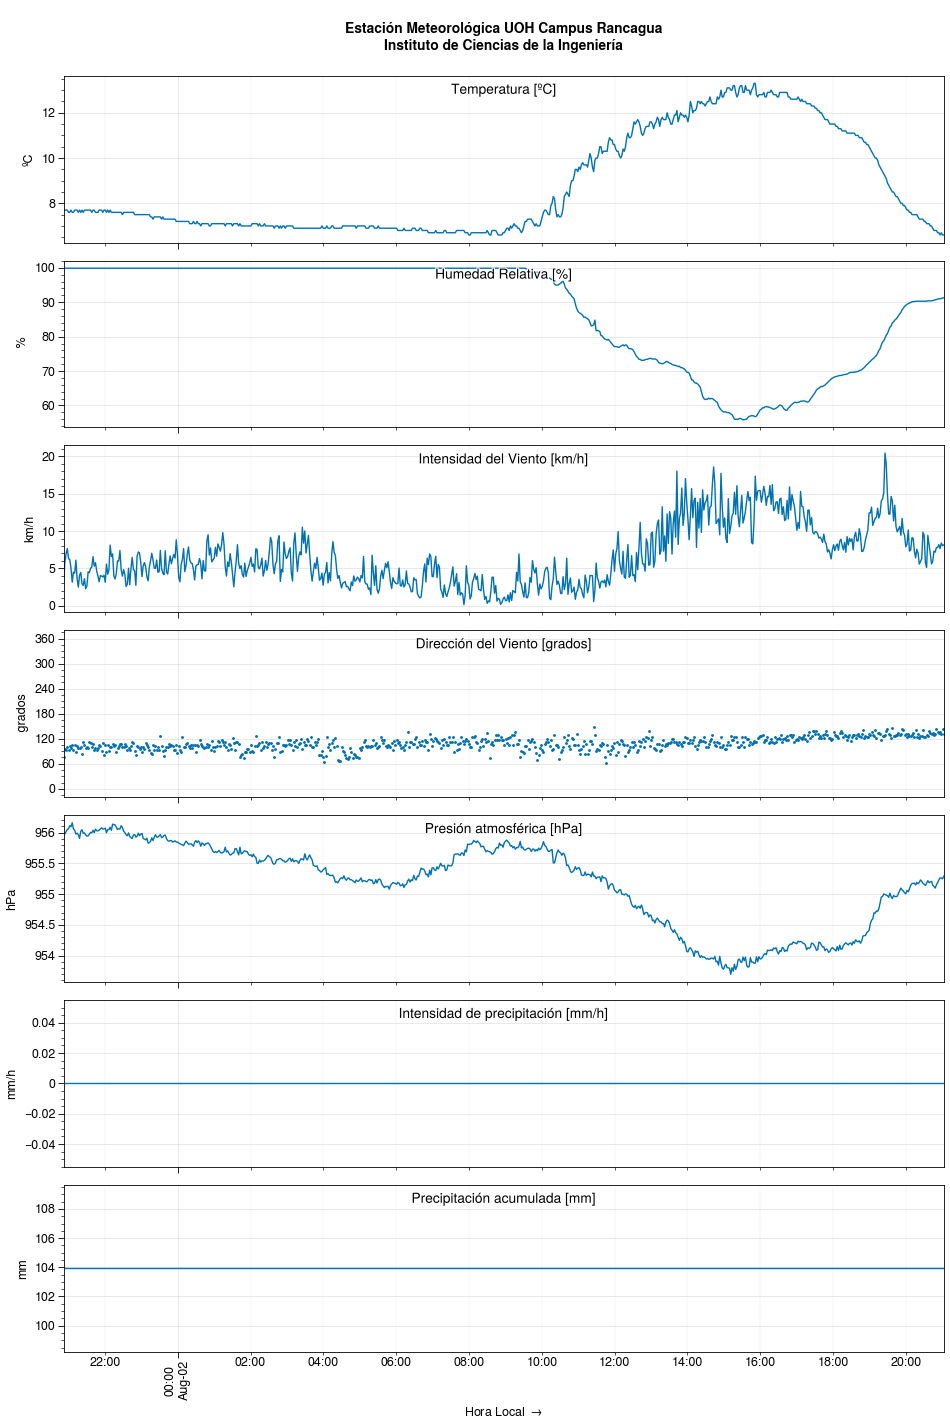 Estación Meteorológica UOH Campus Rancagua
Instituto de Ciencias de la Ingeniería
Temperatura [ºC]
12
10
8
ºC
Humedad Relativa [%]
100
90
80
70
60
%
Intensidad del Viento [km/h]
20
15
10
5
0
km/h
Dirección del Viento [grados]
360
300
240
180
120
60
0
grados
Presión atmosférica [hPa]
956
955.5
955
954.5
954
hPa
Intensidad de precipitación [mm/h]
0.04
0.02
0
−0.02
−0.04
mm/h
Precipitación acumulada [mm]
108
106
104
102
100
mm
22:00
00:00
Aug-02
02:00
04:00
06:00
08:00
10:00
12:00
14:00
16:00
18:00
20:00
Hora Local →